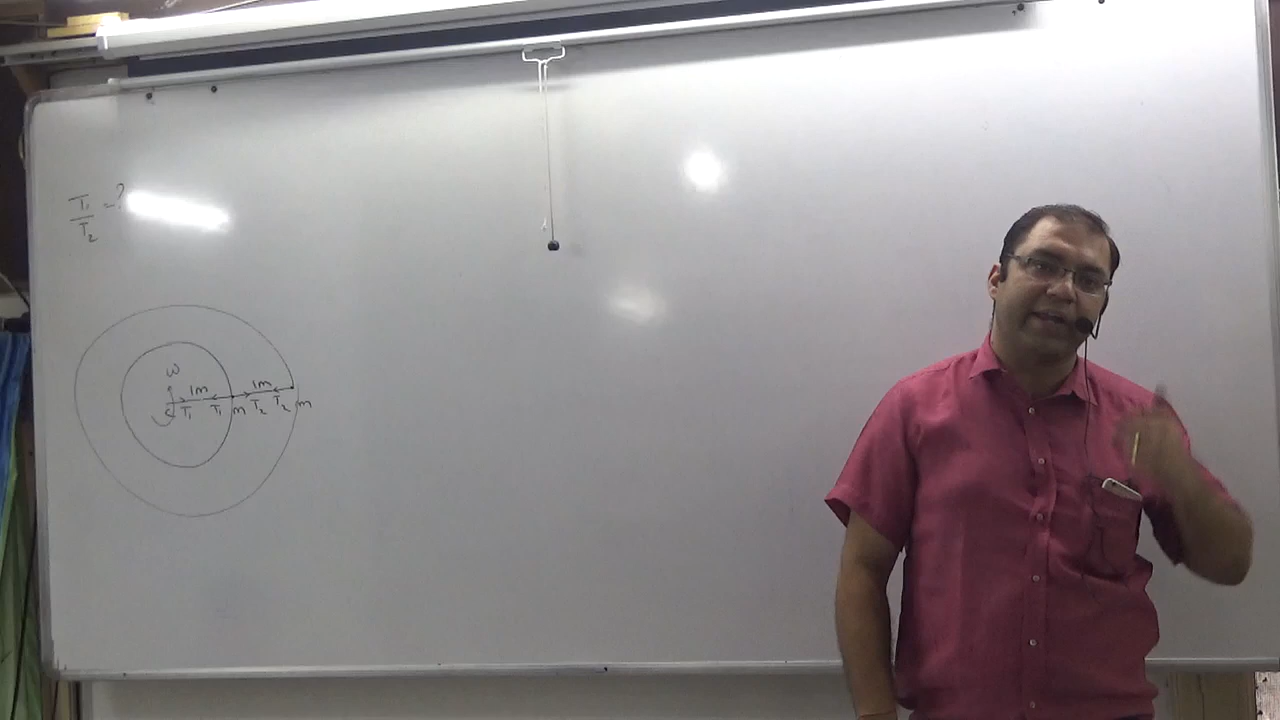 T₁/T₂ = ?
ω
1m 1m
T₁ T₁ m T₂ T₂ m